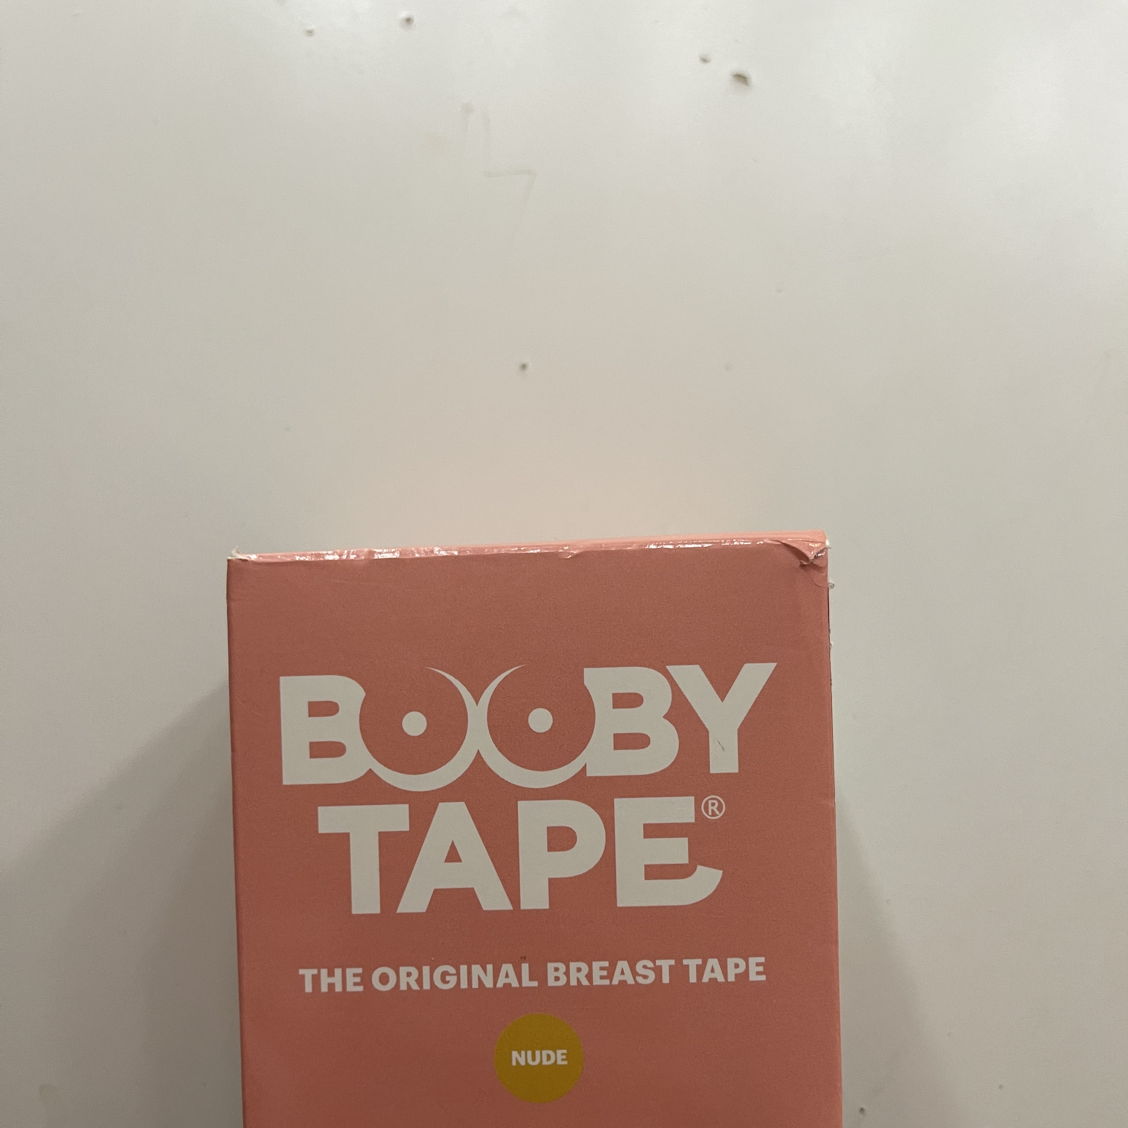 BOOBY
TAPE®
THE ORIGINAL BREAST TAPE
NUDE